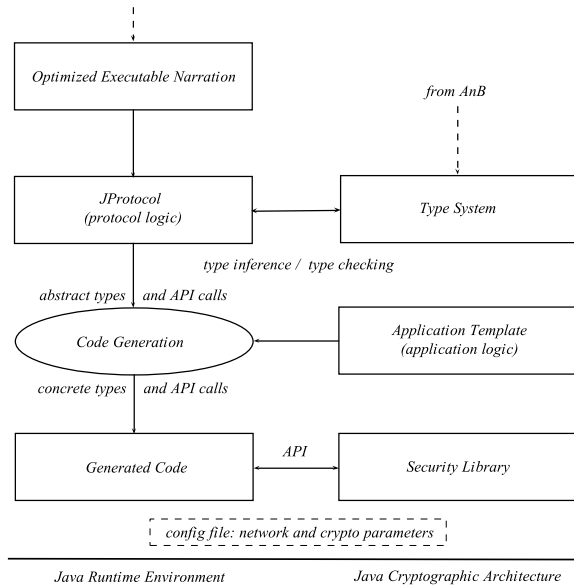 Optimized Executable Narration
from AnB
JProtocol
(protocol logic)
Type System
type inference / type checking
abstract types and API calls
Code Generation
Application Template
(application logic)
concrete types and API calls
API
Generated Code
Security Library
config file: network and crypto parameters
Java Runtime Environment
Java Cryptographic Architecture